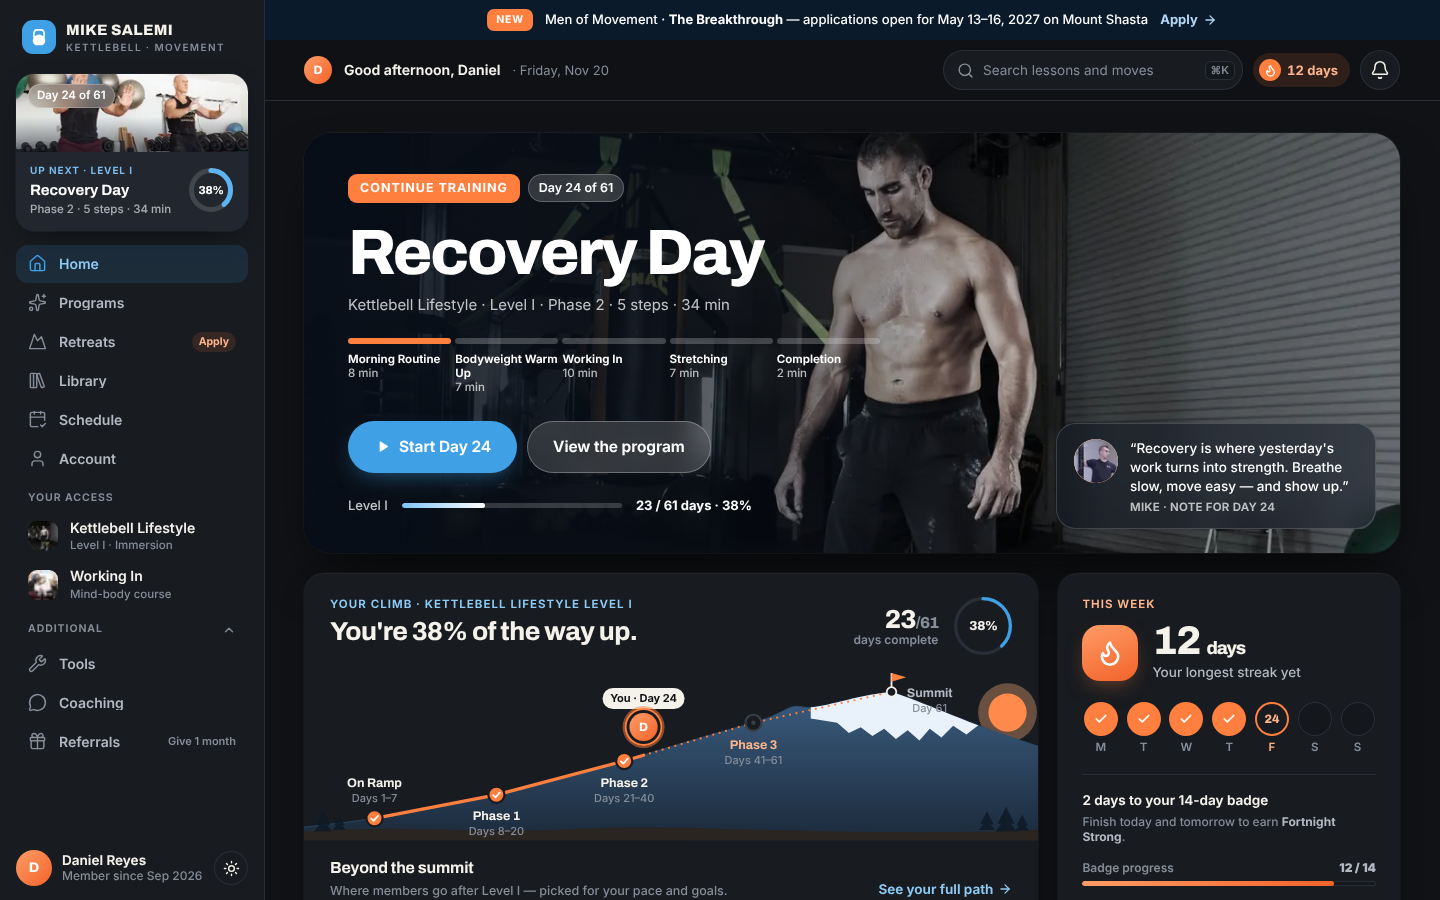 MIKE SALEMI
KETTLEBELL · MOVEMENT
Day 24 of 61
UP NEXT · LEVEL I
Recovery Day
Phase 2 · 5 steps · 34 min
38%
Home
Programs
Retreats
Apply
Library
Schedule
Account
YOUR ACCESS
Kettlebell Lifestyle
Level I · Immersion
Working In
Mind-body course
ADDITIONAL
Tools
Coaching
Referrals
Give 1 month
D
Daniel Reyes
Member since Sep 2026
NEW Men of Movement · The Breakthrough — applications open for May 13–16, 2027 on Mount Shasta Apply →
D Good afternoon, Daniel · Friday, Nov 20
Search lessons and moves ⌘K
12 days
CONTINUE TRAINING Day 24 of 61
Recovery Day
Kettlebell Lifestyle · Level I · Phase 2 · 5 steps · 34 min
Morning Routine
8 min
Bodyweight Warm
Up
7 min
Working In
10 min
Stretching
7 min
Completion
2 min
Start Day 24
View the program
Level I 23 / 61 days · 38%
“Recovery is where yesterday's
work turns into strength. Breathe
slow, move easy — and show up.”
MIKE · NOTE FOR DAY 24
YOUR CLIMB · KETTLEBELL LIFESTYLE LEVEL I
You're 38% of the way up.
23/61
days complete
38%
You · Day 24
D
Summit
Day 61
Phase 3
Days 41–61
Phase 2
Days 21–40
On Ramp
Days 1–7
Phase 1
Days 8–20
Beyond the summit
Where members go after Level I — picked for your pace and goals.
See your full path →
THIS WEEK
12 days
Your longest streak yet
24
M T W T F S S
2 days to your 14-day badge
Finish today and tomorrow to earn Fortnight
Strong.
Badge progress 12 / 14